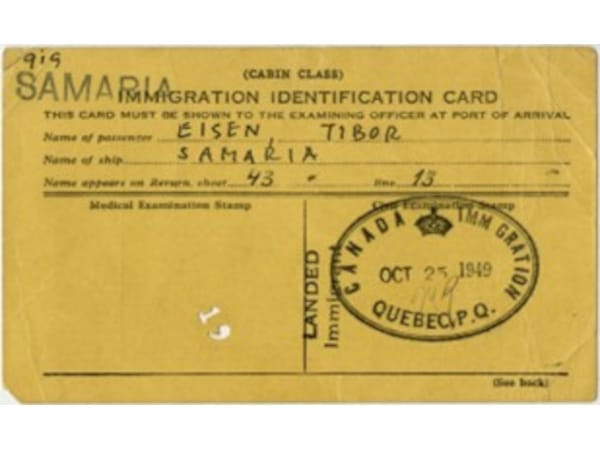 919
SAMARIA
(CABIN CLASS)
IMMIGRATION IDENTIFICATION CARD
THIS CARD MUST BE SHOWN TO THE EXAMINING OFFICER AT PORT OF ARRIVAL
Name of passenger EISEN, TIBOR
Name of ship SAMARIA
Name appears on Return, sheet 43 line 13
Medical Examination Stamp
Civil Examination Stamp
LANDED
Immigrant
CANADA IMMIGRATION
OCT 25 1949
QUEBEC, P.Q.
19
(See back)